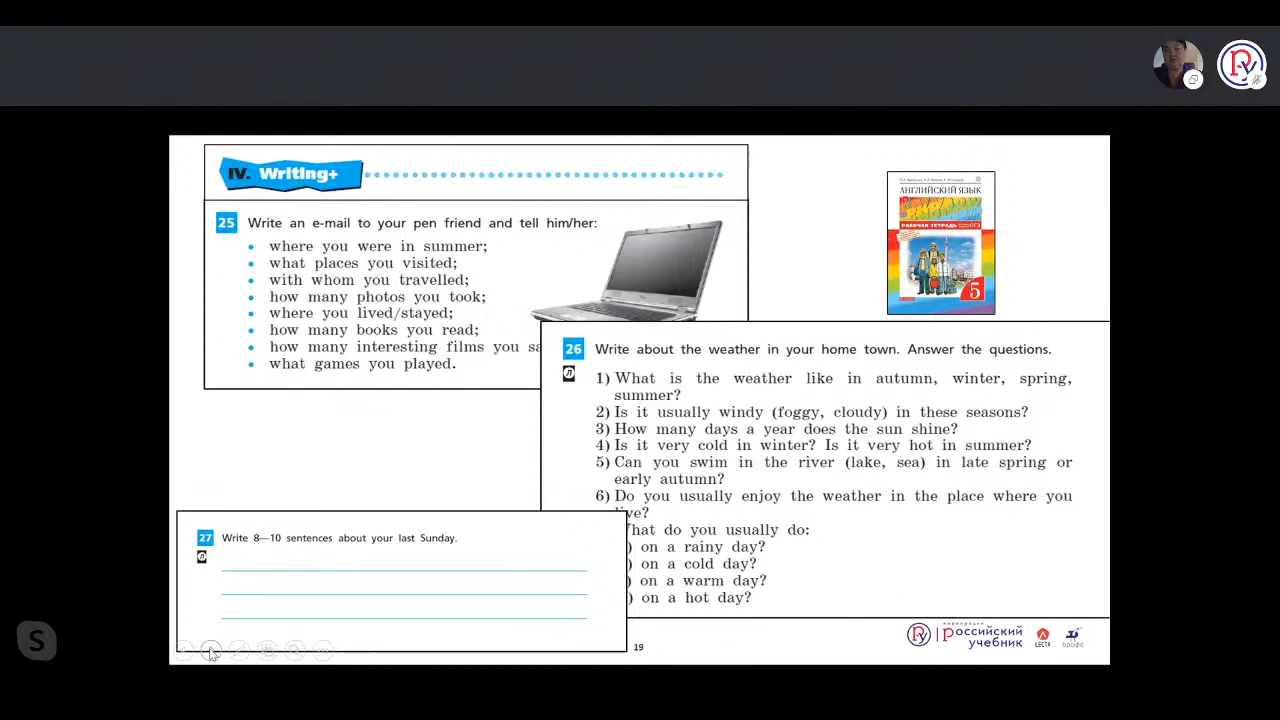 IV. Writing+
25 Write an e-mail to your pen friend and tell him/her:
• where you were in summer;
• what places you visited;
• with whom you travelled;
• how many photos you took;
• where you lived/stayed;
• how many books you read;
• how many interesting films you sa
• what games you played.
АНГЛИЙСКИЙ ЯЗЫК
РАБОЧАЯ ТЕТРАДЬ
5
26 Write about the weather in your home town. Answer the questions.
1) What is the weather like in autumn, winter, spring,
summer?
2) Is it usually windy (foggy, cloudy) in these seasons?
3) How many days a year does the sun shine?
4) Is it very cold in winter? Is it very hot in summer?
5) Can you swim in the river (lake, sea) in late spring or
early autumn?
6) Do you usually enjoy the weather in the place where you
ive?
hat do you usually do:
) on a rainy day?
) on a cold day?
) on a warm day?
) on a hot day?
27 Write 8—10 sentences about your last Sunday.
19
корпорация
российский
учебник
LECTA
дрофа
S